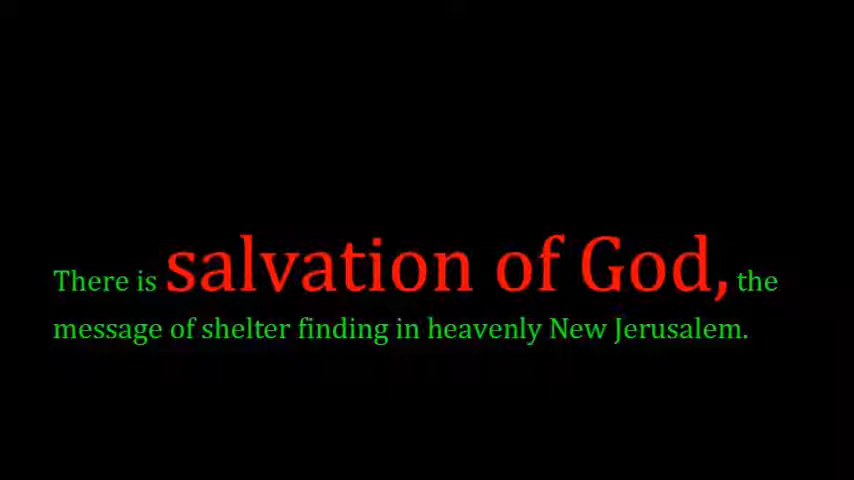 There is salvation of God, the
message of shelter finding in heavenly New Jerusalem.